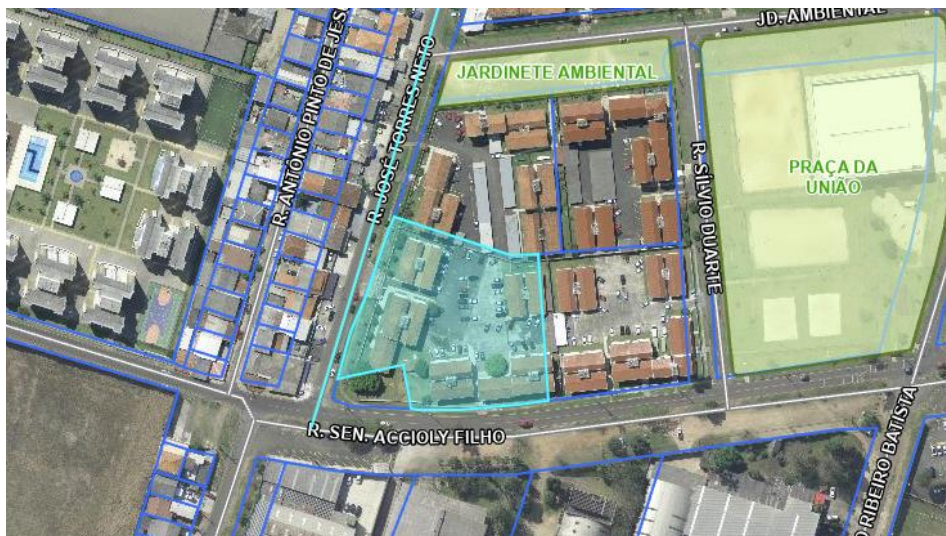 JD. AMBIENTAL
R. ANTÔNIO PINTO DE JES
R. JOSÉ TORRES NETO
JARDINETE AMBIENTAL
R. SILVIO DUARTE
PRAÇA DA
UNIÃO
R. SEN. ACCIOLY FILHO
O RIBEIRO BATISTA